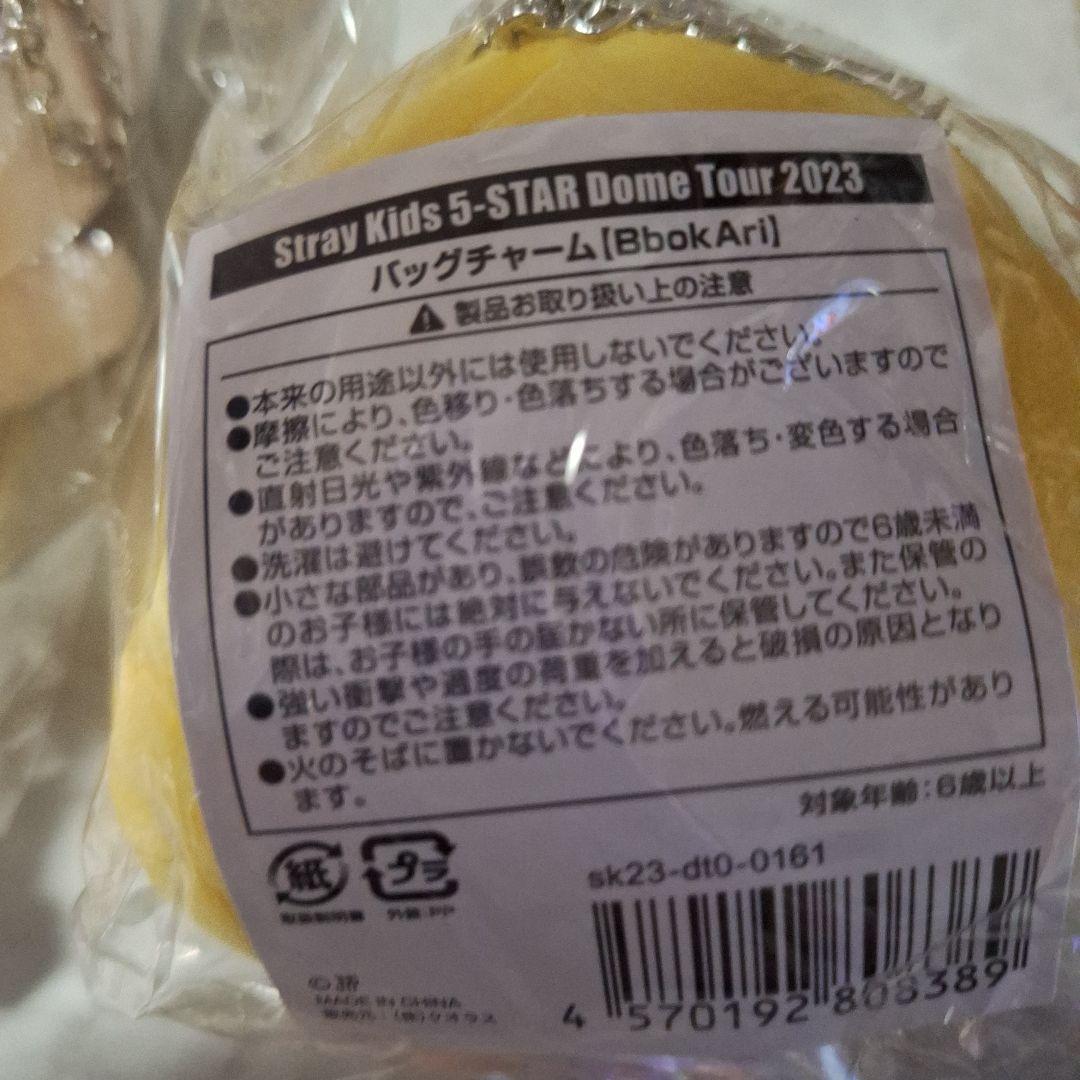 Stray Kids 5-STAR Dome Tour 2023
バッグチャーム【BbokAri】
製品お取り扱い上の注意
●本来の用途以外には使用しないでください
●摩擦により、色移り・色落ちする場合がございますので
ご注意ください。
●直射日光や紫外線などにより、色落ち・変色する場合
がありますので、ご注意ください。
●洗濯は避けてください。
●小さな部品があり、誤飲の危険がありますので6歳未満
のお子様には絶対に与えないでください。また保管の
際は、お子様の手の届かない所に保管してください。
●強い衝撃や過度の荷重を加えると破損の原因となり
ますのでご注意ください。
●火のそばに置かないでください。燃える可能性があり
ます。
対象年齢：6歳以上
紙 プラ
取扱説明書 外装：PP
sk23-dt0-0161
4 570192 808389
MADE IN CHINA
販売元：(株)タオラス